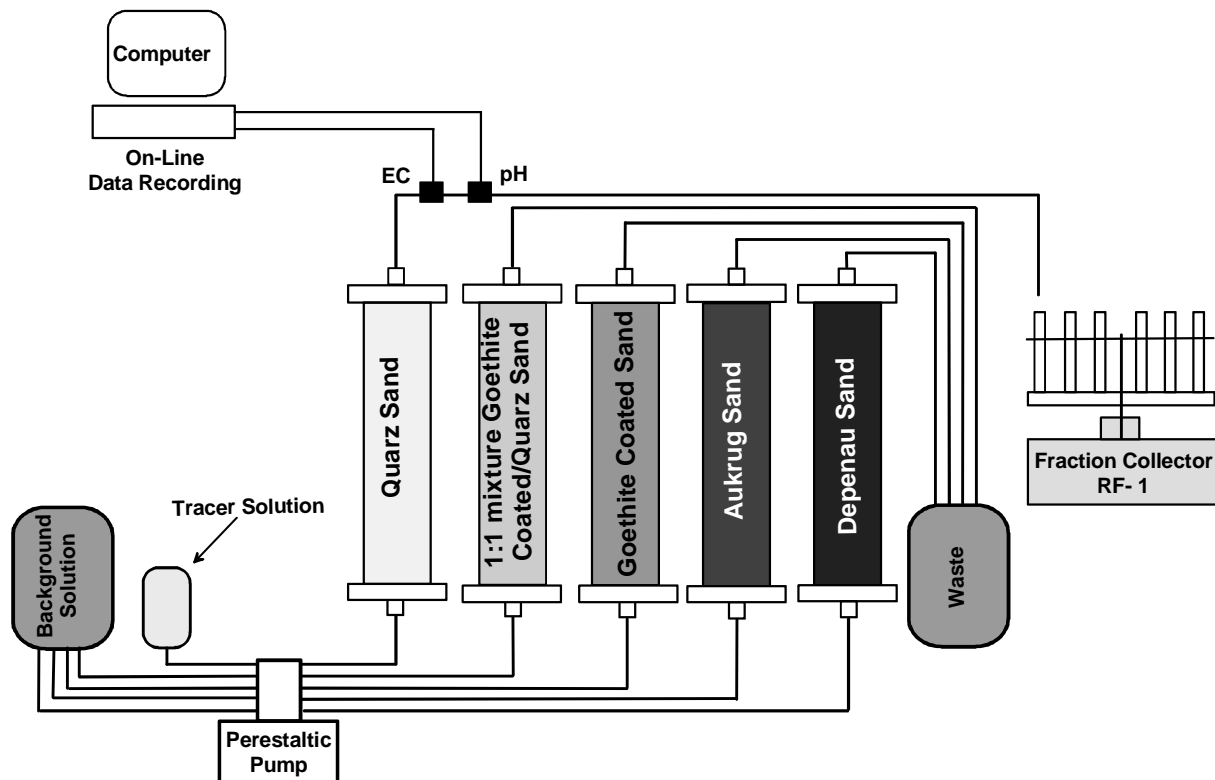 Computer
On-Line
Data Recording
EC
pH
Quarz Sand
1:1 mixture Goethite
Coated/Quarz Sand
Goethite Coated Sand
Aukrug Sand
Depenau Sand
Fraction Collector
RF- 1
Tracer Solution
Background
Solution
Waste
Perestaltic
Pump